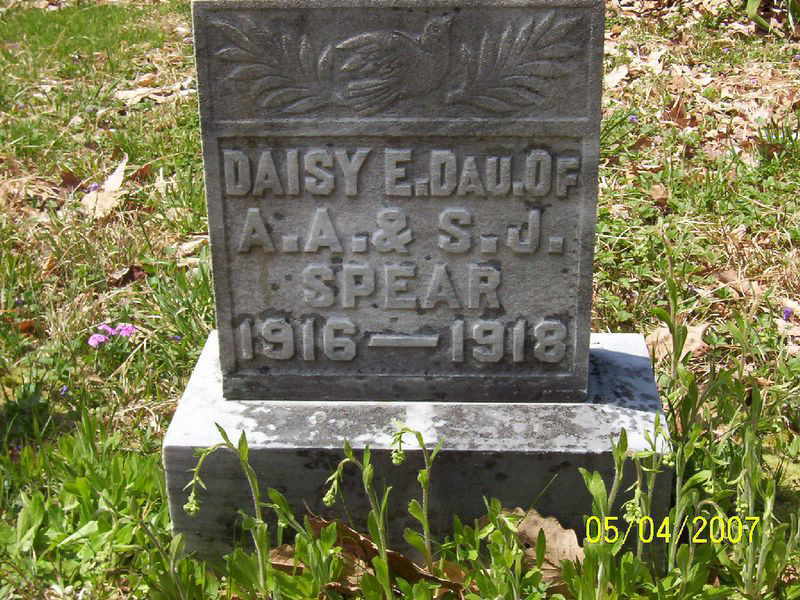 DAISY E. DAU. OF
A. A. & S. J.
SPEAR
1916 — 1918
05/04/2007